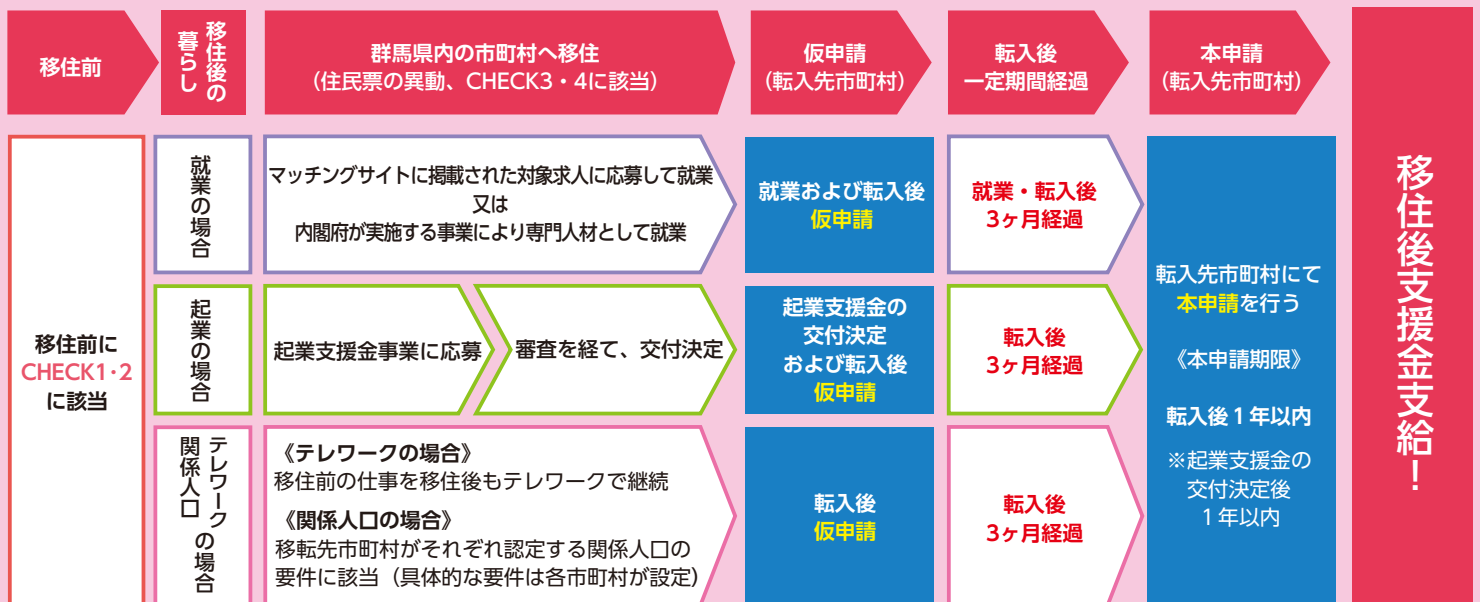 移住前
移住後の
暮らし
群馬県内の市町村へ移住
（住民票の異動、CHECK3・4に該当）
仮申請
（転入先市町村）
転入後
一定期間経過
本申請
（転入先市町村）
移住前に
CHECK1・2
に該当
就業の場合
マッチングサイトに掲載された対象求人に応募して就業
又は
内閣府が実施する事業により専門人材として就業
就業および転入後
仮申請
就業・転入後
3ヶ月経過
起業の場合
起業支援金事業に応募
審査を経て、交付決定
起業支援金の
交付決定
および転入後
仮申請
転入後
3ヶ月経過
テレワーク
関係人口
の場合
《テレワークの場合》
移住前の仕事を移住後もテレワークで継続
《関係人口の場合》
移転先市町村がそれぞれ認定する関係人口の
要件に該当（具体的な要件は各市町村が設定）
転入後
仮申請
転入後
3ヶ月経過
転入先市町村にて
本申請を行う
《本申請期限》
転入後１年以内
※起業支援金の
交付決定後
１年以内
移住後支援金支給！